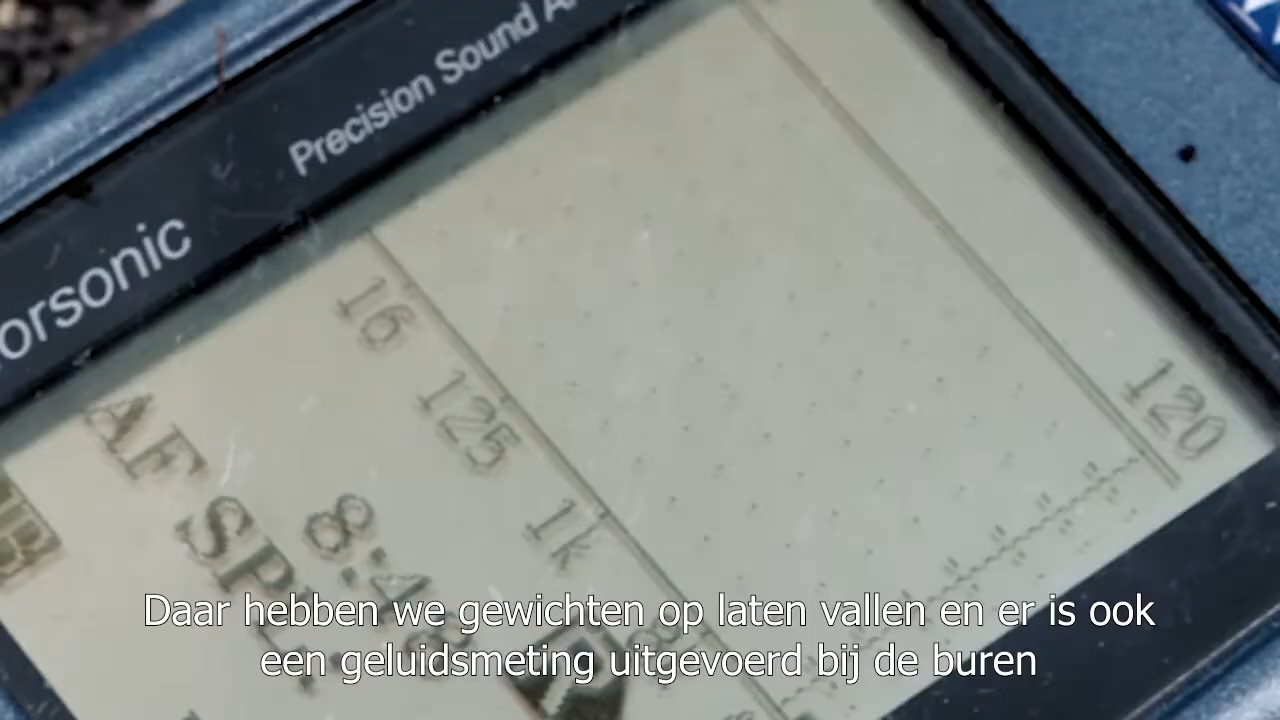 Precision Sound
orsonic
16
125
1k
120
AF
SPL
Daar hebben we gewichten op laten vallen en er is ook
een geluidsmeting uitgevoerd bij de buren